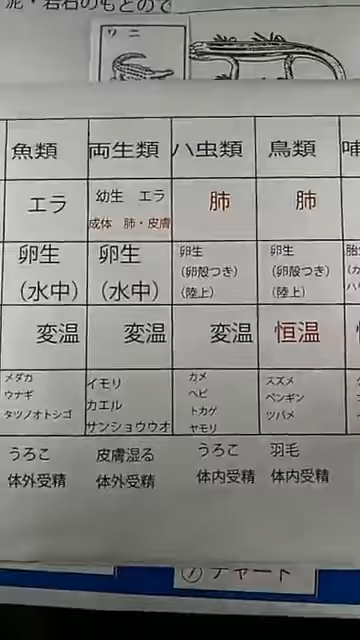 泥・岩石のもとので
ワニ
魚類 両生類 ハ虫類 鳥類 哺
エラ 幼生 エラ 肺 肺
成体 肺・皮膚
卵生 卵生 卵生 卵生 胎生
(水中) (水中) (卵殻つき) (卵殻つき)
(陸上) (陸上)
変温 変温 変温 恒温
メダカ イモリ カメ スズメ
ウナギ カエル ヘビ ペンギン
タツノオトシゴ サンショウウオ トカゲ ツバメ
ヤモリ
うろこ 皮膚湿る うろこ 羽毛
体外受精 体外受精 体内受精 体内受精
⑦ チャート